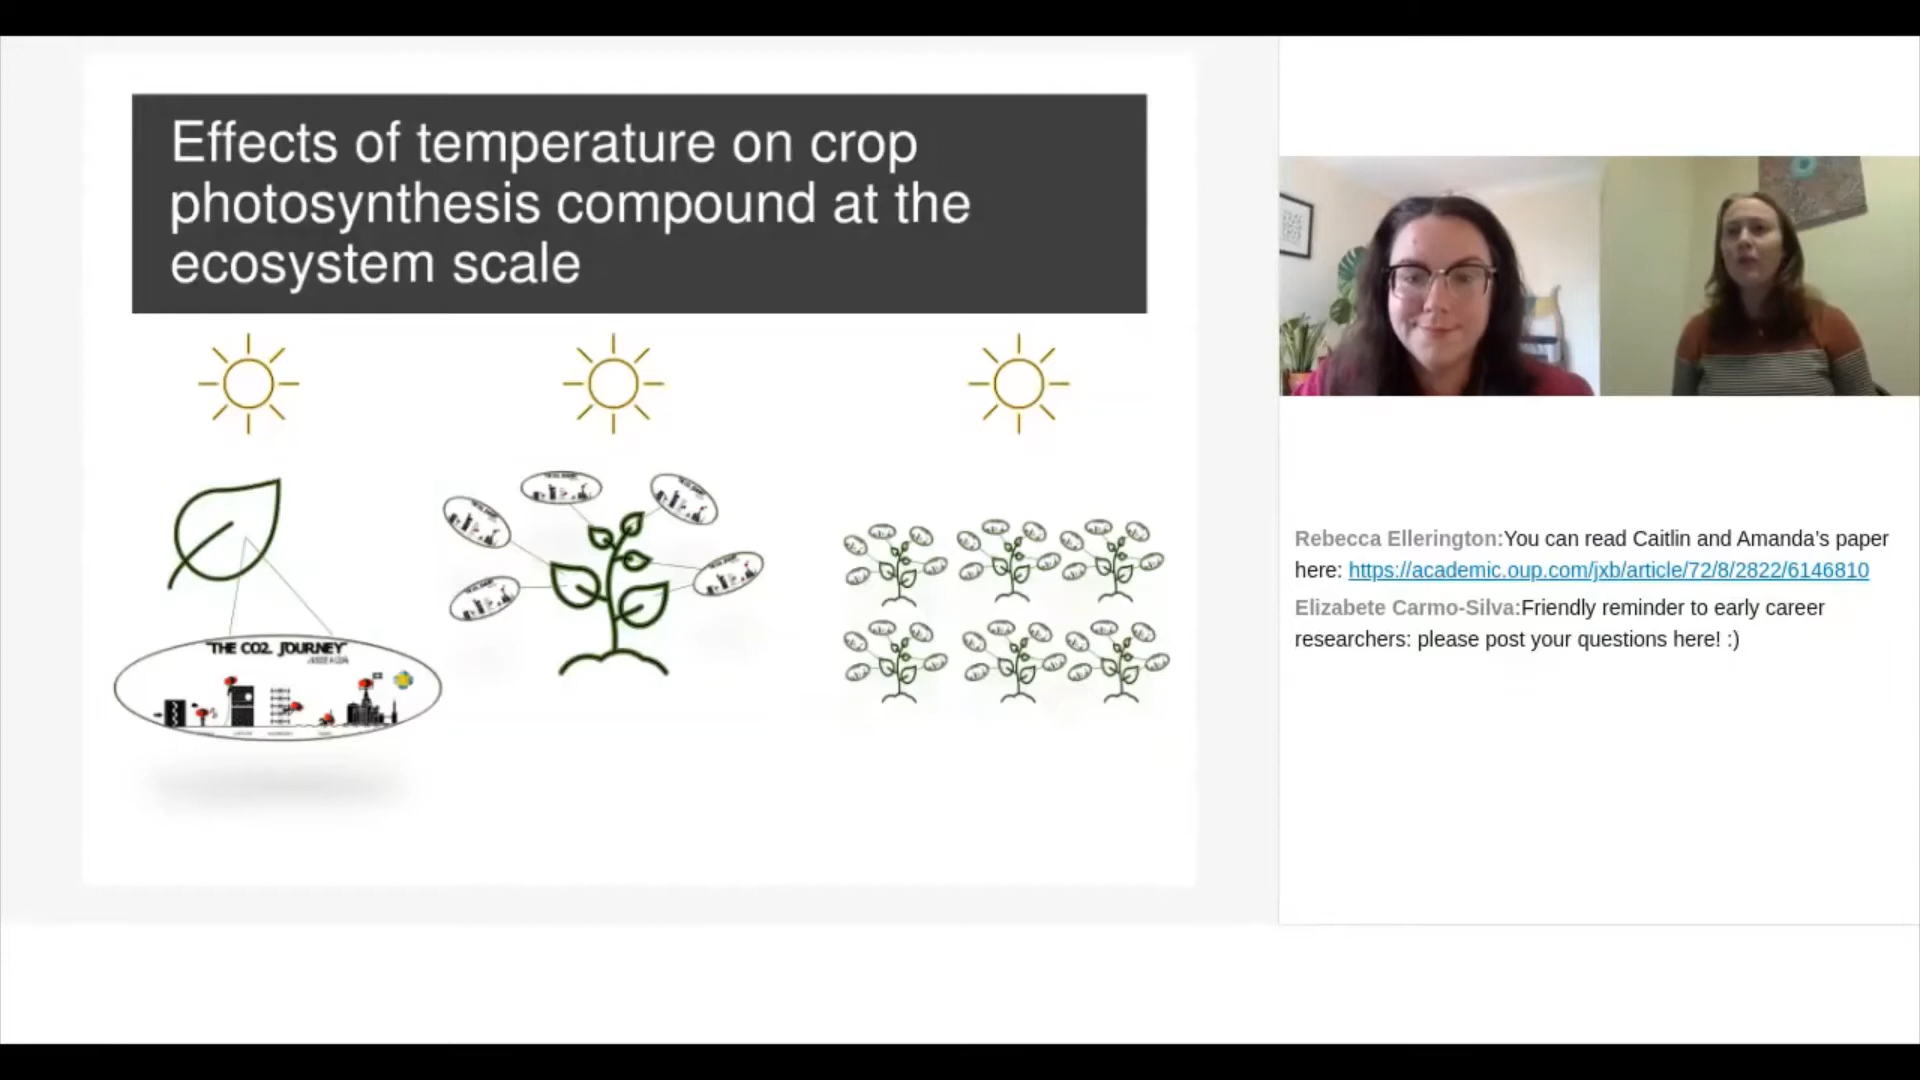 Effects of temperature on crop
photosynthesis compound at the
ecosystem scale
THE CO2 JOURNEY
Rebecca Ellerington:You can read Caitlin and Amanda's paper
here: https://academic.oup.com/jxb/article/72/8/2822/6146810
Elizabete Carmo-Silva:Friendly reminder to early career
researchers: please post your questions here! :)